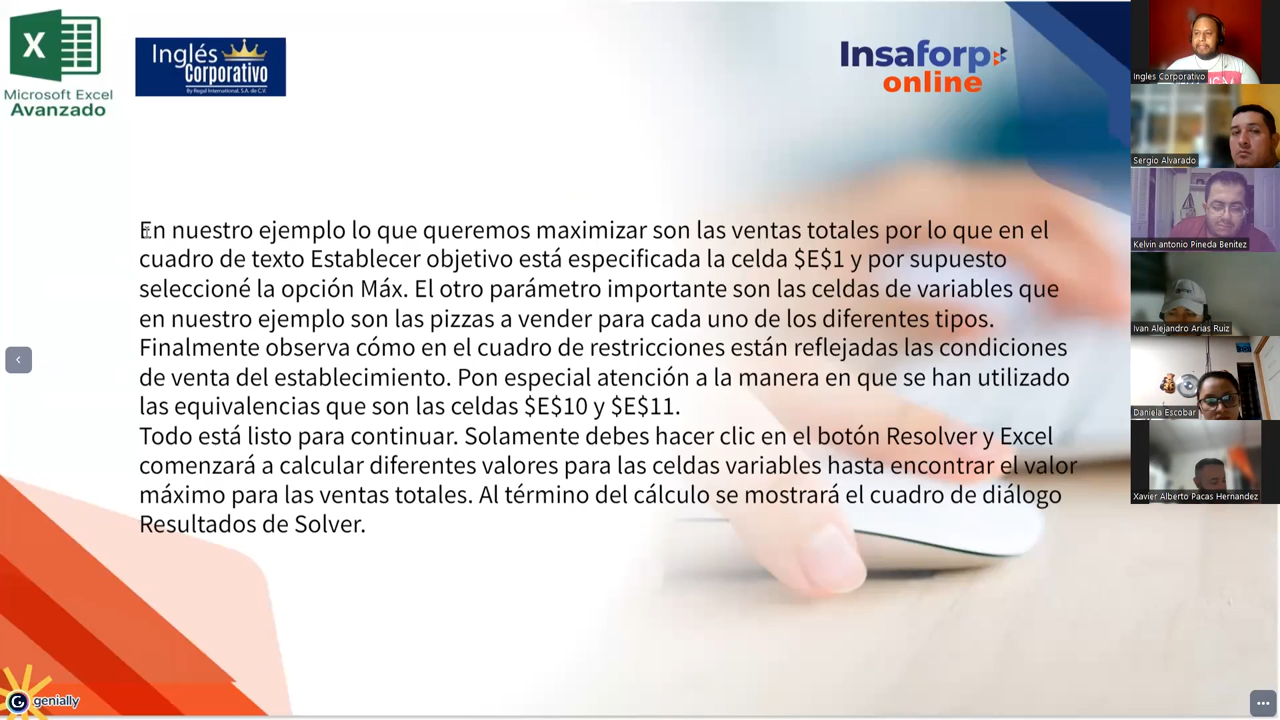 Microsoft Excel
Avanzado
Inglés
Corporativo
By Regal International, S.A. de C.V.
Insaforp
online
En nuestro ejemplo lo que queremos maximizar son las ventas totales por lo que en el
cuadro de texto Establecer objetivo está especificada la celda $E$1 y por supuesto
seleccioné la opción Máx. El otro parámetro importante son las celdas de variables que
en nuestro ejemplo son las pizzas a vender para cada uno de los diferentes tipos.
Finalmente observa cómo en el cuadro de restricciones están reflejadas las condiciones
de venta del establecimiento. Pon especial atención a la manera en que se han utilizado
las equivalencias que son las celdas $E$10 y $E$11.
Todo está listo para continuar. Solamente debes hacer clic en el botón Resolver y Excel
comenzará a calcular diferentes valores para las celdas variables hasta encontrar el valor
máximo para las ventas totales. Al término del cálculo se mostrará el cuadro de diálogo
Resultados de Solver.
genially
Ingles Corporativo
Sergio Alvarado
Kelvin antonio Pineda Benitez
Ivan Alejandro Arias Ruiz
Daniela Escobar
Xavier Alberto Pacas Hernandez